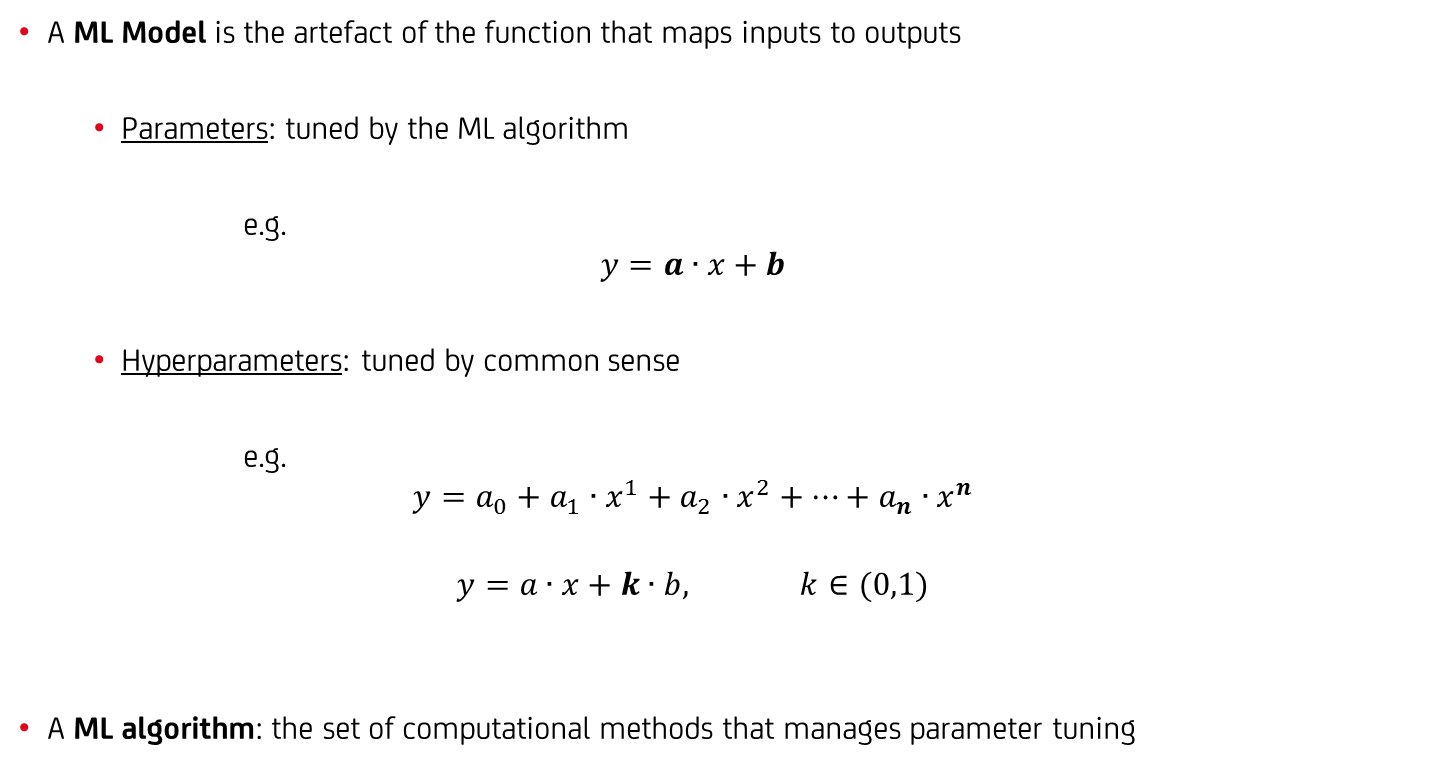 • A ML Model is the artefact of the function that maps inputs to outputs
• Parameters: tuned by the ML algorithm
e.g.
y = a · x + b
• Hyperparameters: tuned by common sense
e.g.
y = a₀ + a₁ · x¹ + a₂ · x² + ⋯ + aₙ · xⁿ
y = a · x + k · b, k ∈ (0,1)
• A ML algorithm: the set of computational methods that manages parameter tuning